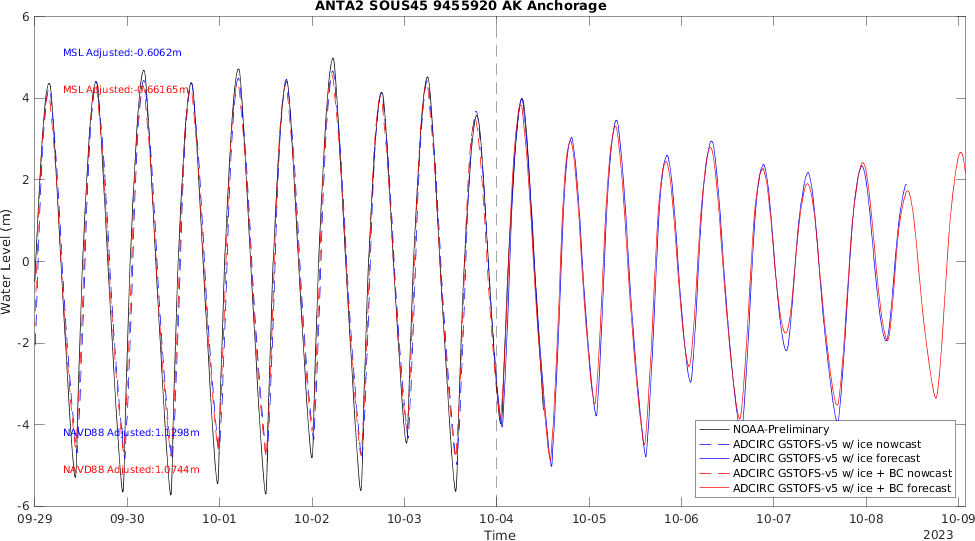 ANTA2 SOUS45 9455920 AK Anchorage
6
4
2
0
-2
-4
-6
Water Level (m)
MSL Adjusted:-0.6062m
MSL Adjusted:-0.66165m
NAVD88 Adjusted:1.1298m
NAVD88 Adjusted:1.0744m
NOAA-Preliminary
ADCIRC GSTOFS-v5 w/ ice nowcast
ADCIRC GSTOFS-v5 w/ ice forecast
ADCIRC GSTOFS-v5 w/ ice + BC nowcast
ADCIRC GSTOFS-v5 w/ ice + BC forecast
09-29 09-30 10-01 10-02 10-03 10-04 10-05 10-06 10-07 10-08 10-09
Time
2023